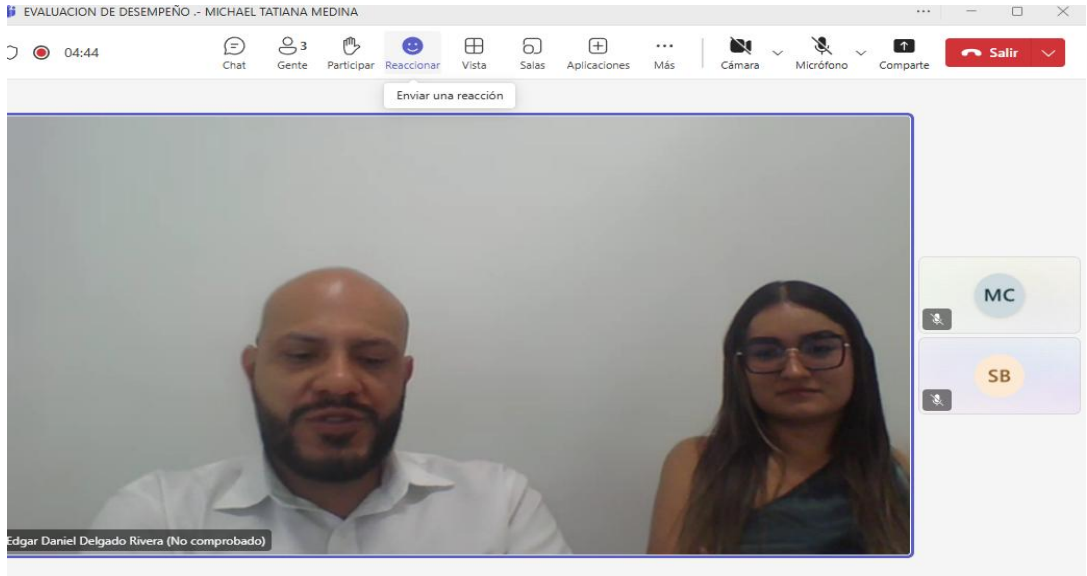 EVALUACION DE DESEMPEÑO .- MICHAEL TATIANA MEDINA
04:44
3
Chat
Gente
Participar
Reaccionar
Vista
Salas
Aplicaciones
Más
Cámara
Micrófono
Comparte
Salir
Enviar una reacción
MC
SB
Edgar Daniel Delgado Rivera (No comprobado)